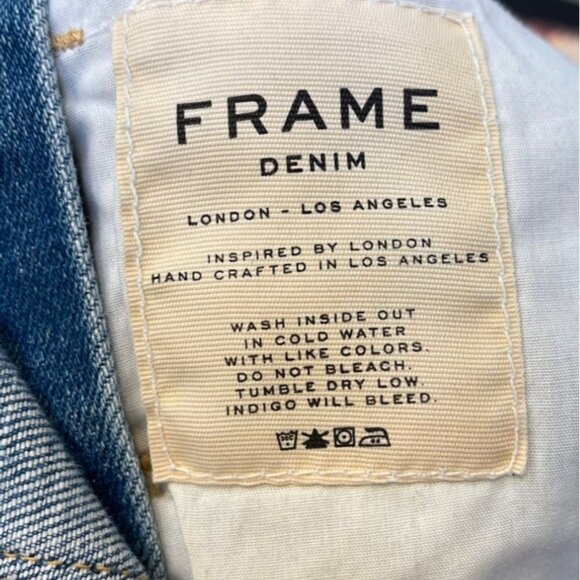 FRAME
DENIM
LONDON - LOS ANGELES
INSPIRED BY LONDON
HAND CRAFTED IN LOS ANGELES
WASH INSIDE OUT
IN COLD WATER
WITH LIKE COLORS.
DO NOT BLEACH.
TUMBLE DRY LOW.
INDIGO WILL BLEED.